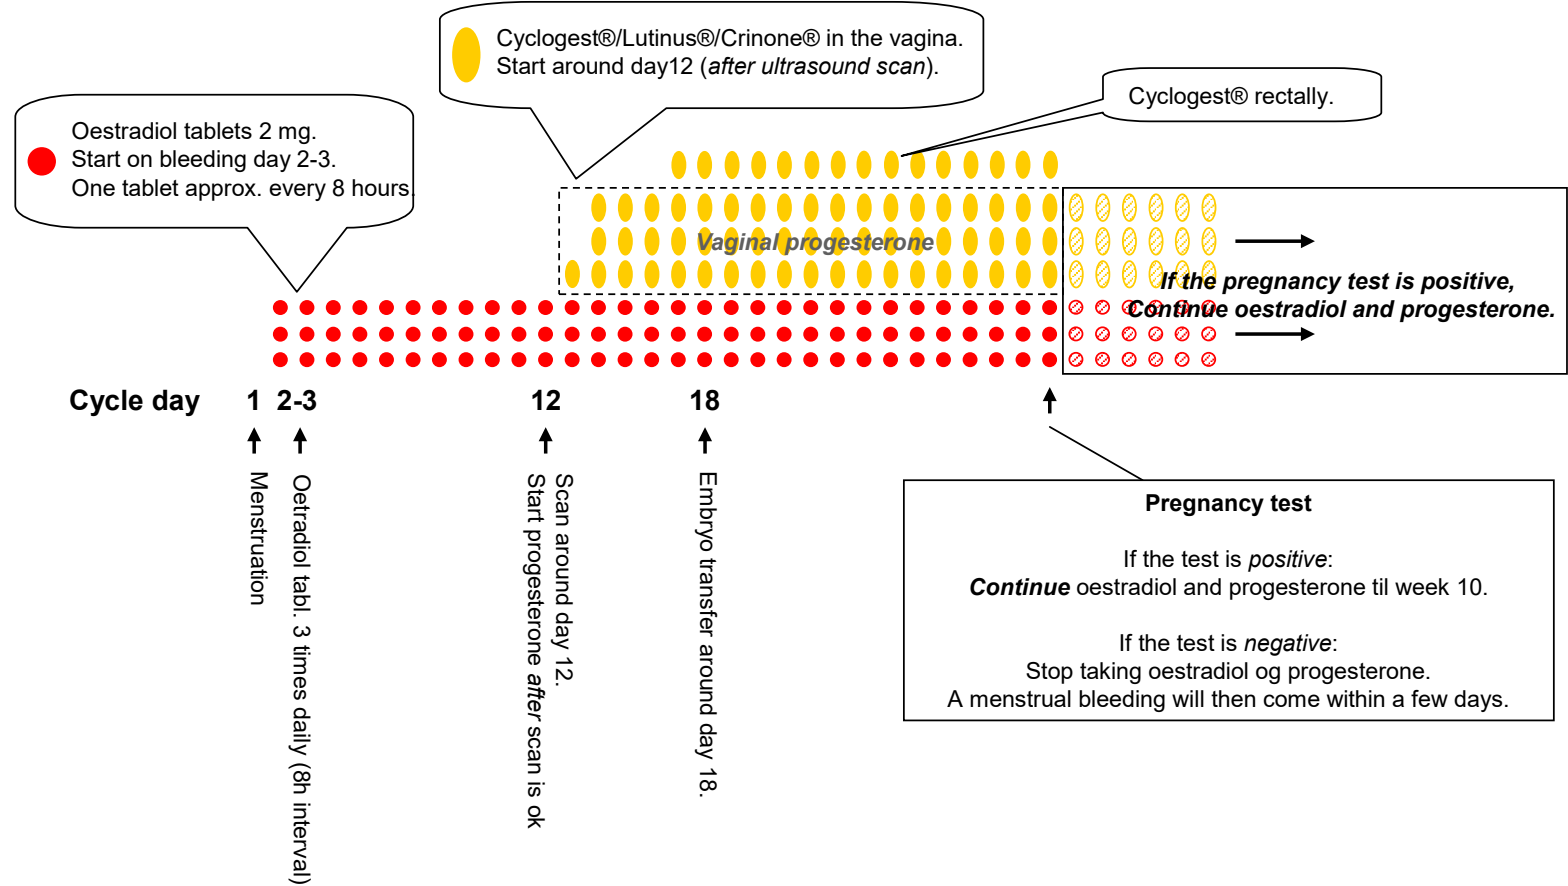 Cyclogest®/Lutinus®/Crinone® in the vagina.
Start around day12 (after ultrasound scan).
Cyclogest® rectally.
Oestradiol tablets 2 mg.
Start on bleeding day 2-3.
One tablet approx. every 8 hours.
Vaginal progesterone
If the pregnancy test is positive,
Continue oestradiol and progesterone.
Cycle day 1 2-3 12 18
Menstruation
Oetradiol tabl. 3 times daily (8h interval)
Scan around day 12.
Start progesterone after scan is ok
Embryo transfer around day 18.
Pregnancy test
If the test is positive:
Continue oestradiol and progesterone til week 10.
If the test is negative:
Stop taking oestradiol og progesterone.
A menstrual bleeding will then come within a few days.